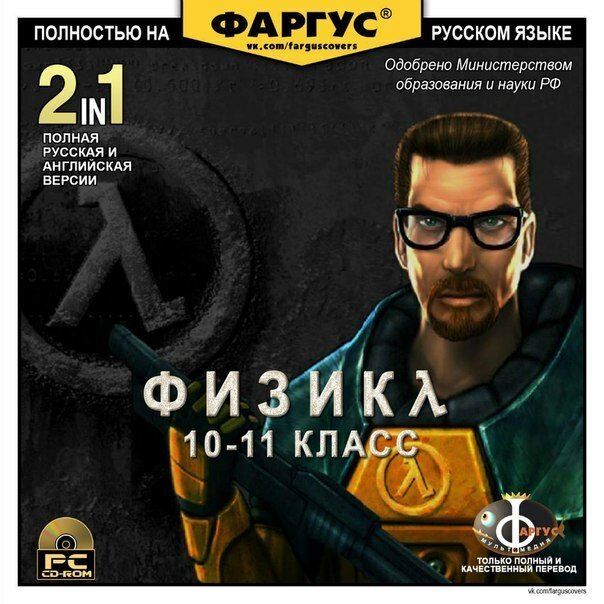 ПОЛНОСТЬЮ НА
ФАРГУС®
vk.com/farguscovers
РУССКОМ ЯЗЫКЕ
Одобрено Министерством
образования и науки РФ
2IN1
ПОЛНАЯ
РУССКАЯ И
АНГЛИЙСКАЯ
ВЕРСИИ
ФИЗИКλ
10-11 КЛАСС
PC
CD-ROM
ФАРГУС
МУЛЬТИМЕДИА
ТОЛЬКО ПОЛНЫЙ И
КАЧЕСТВЕННЫЙ ПЕРЕВОД
vk.com/farguscovers